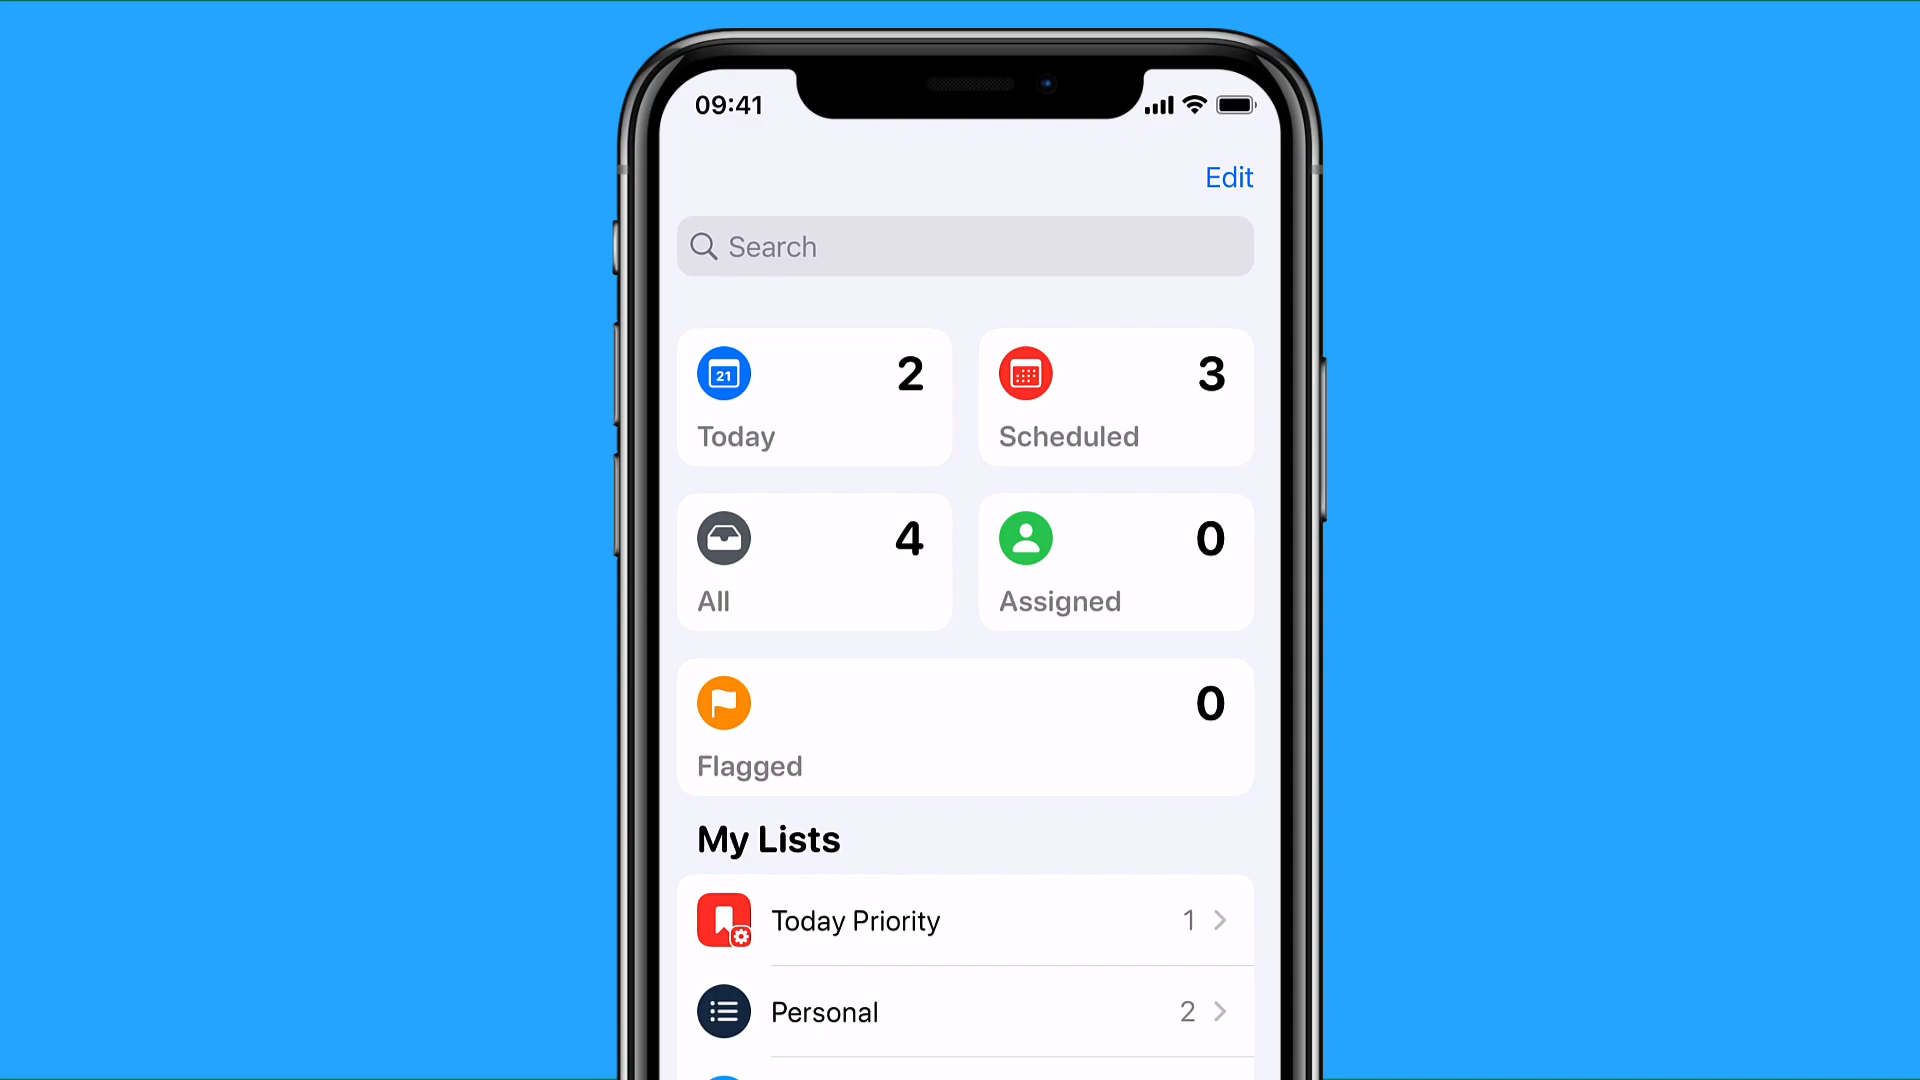 09:41
Edit
Search
21
2
3
Today
Scheduled
4
0
All
Assigned
0
Flagged
My Lists
Today Priority 1
Personal 2